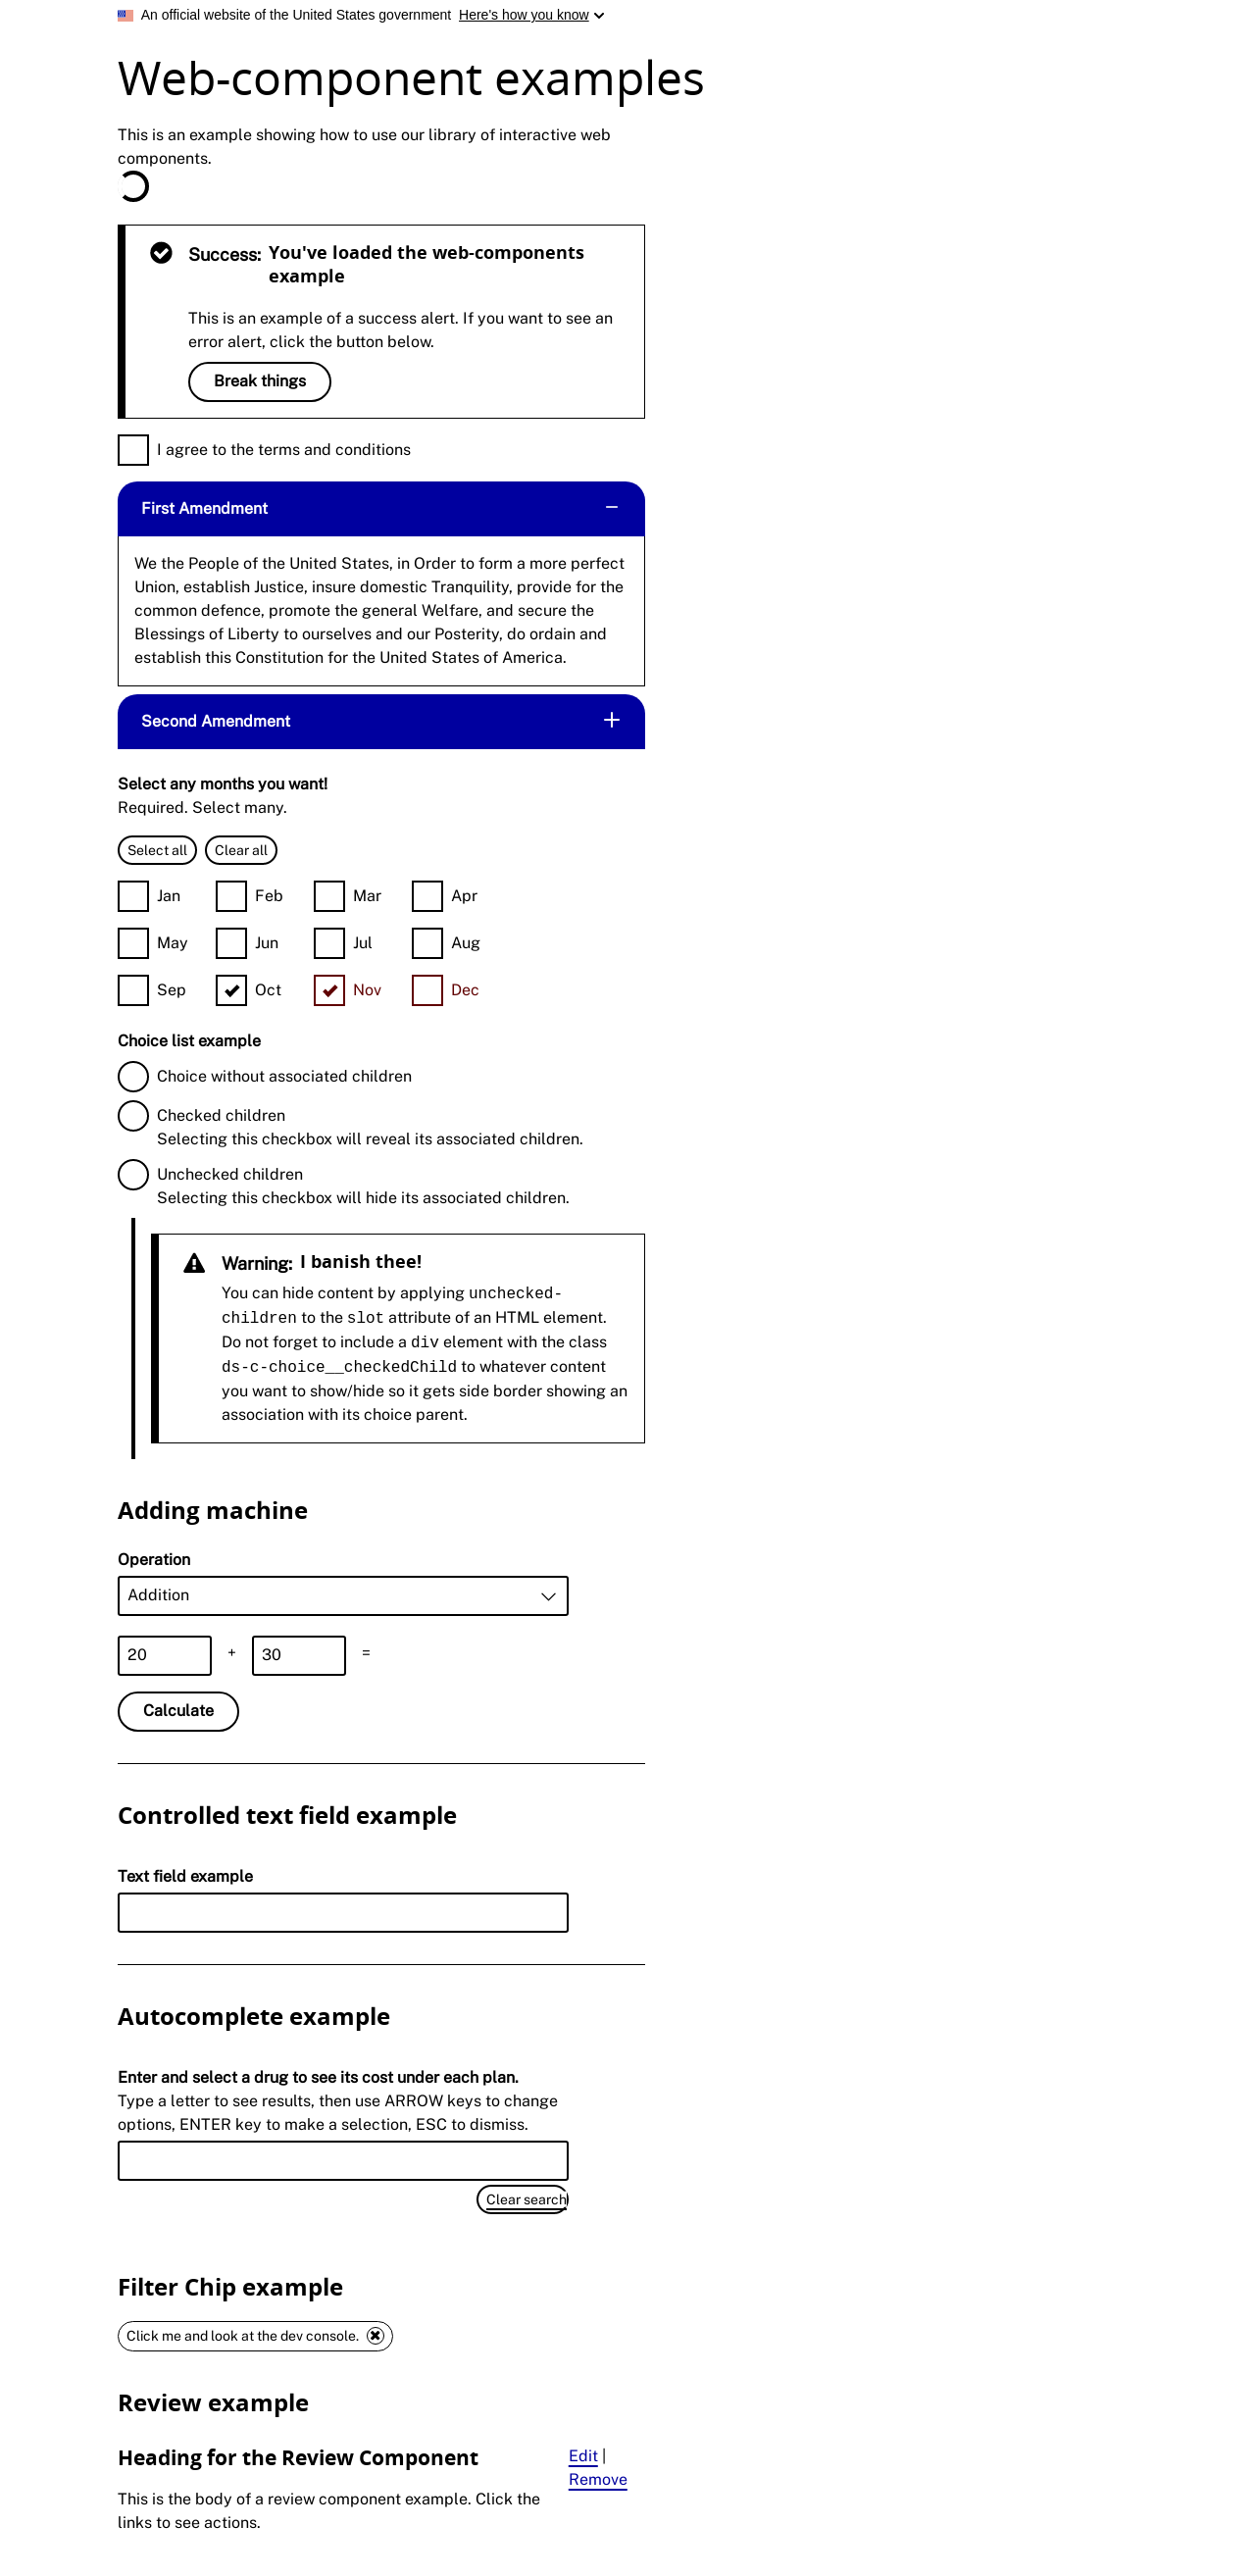 An official website of the United States government Here's how you know
Web-component examples
This is an example showing how to use our library of interactive web
components.
Success: You've loaded the web-components
example
This is an example of a success alert. If you want to see an
error alert, click the button below.
Break things
I agree to the terms and conditions
First Amendment
We the People of the United States, in Order to form a more perfect
Union, establish Justice, insure domestic Tranquility, provide for the
common defence, promote the general Welfare, and secure the
Blessings of Liberty to ourselves and our Posterity, do ordain and
establish this Constitution for the United States of America.
Second Amendment
Select any months you want!
Required. Select many.
Select all Clear all
Jan Feb Mar Apr
May Jun Jul Aug
Sep Oct Nov Dec
Choice list example
Choice without associated children
Checked children
Selecting this checkbox will reveal its associated children.
Unchecked children
Selecting this checkbox will hide its associated children.
Warning: I banish thee!
You can hide content by applying unchecked-
children to the slot attribute of an HTML element.
Do not forget to include a div element with the class
ds-c-choice__checkedChild to whatever content
you want to show/hide so it gets side border showing an
association with its choice parent.
Adding machine
Operation
Addition
20 + 30 =
Calculate
Controlled text field example
Text field example
Autocomplete example
Enter and select a drug to see its cost under each plan.
Type a letter to see results, then use ARROW keys to change
options, ENTER key to make a selection, ESC to dismiss.
Clear search
Filter Chip example
Click me and look at the dev console.
Review example
Heading for the Review Component
Edit |
Remove
This is the body of a review component example. Click the
links to see actions.